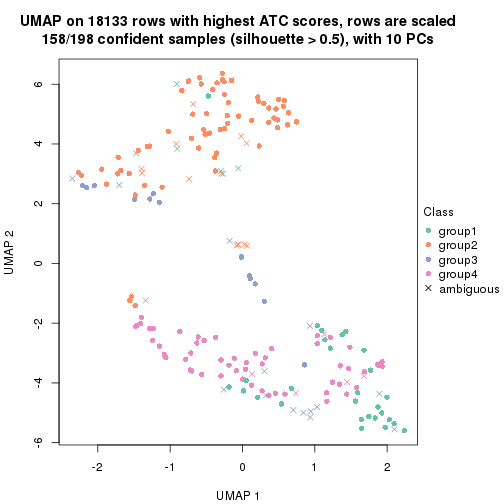 UMAP on 18133 rows with highest ATC scores, rows are scaled
158/198 confident samples (silhouette > 0.5), with 10 PCs
6
4
2
0
-2
-4
-6
UMAP 2
-2
-1
0
1
2
UMAP 1
Class
group1
group2
group3
group4
ambiguous